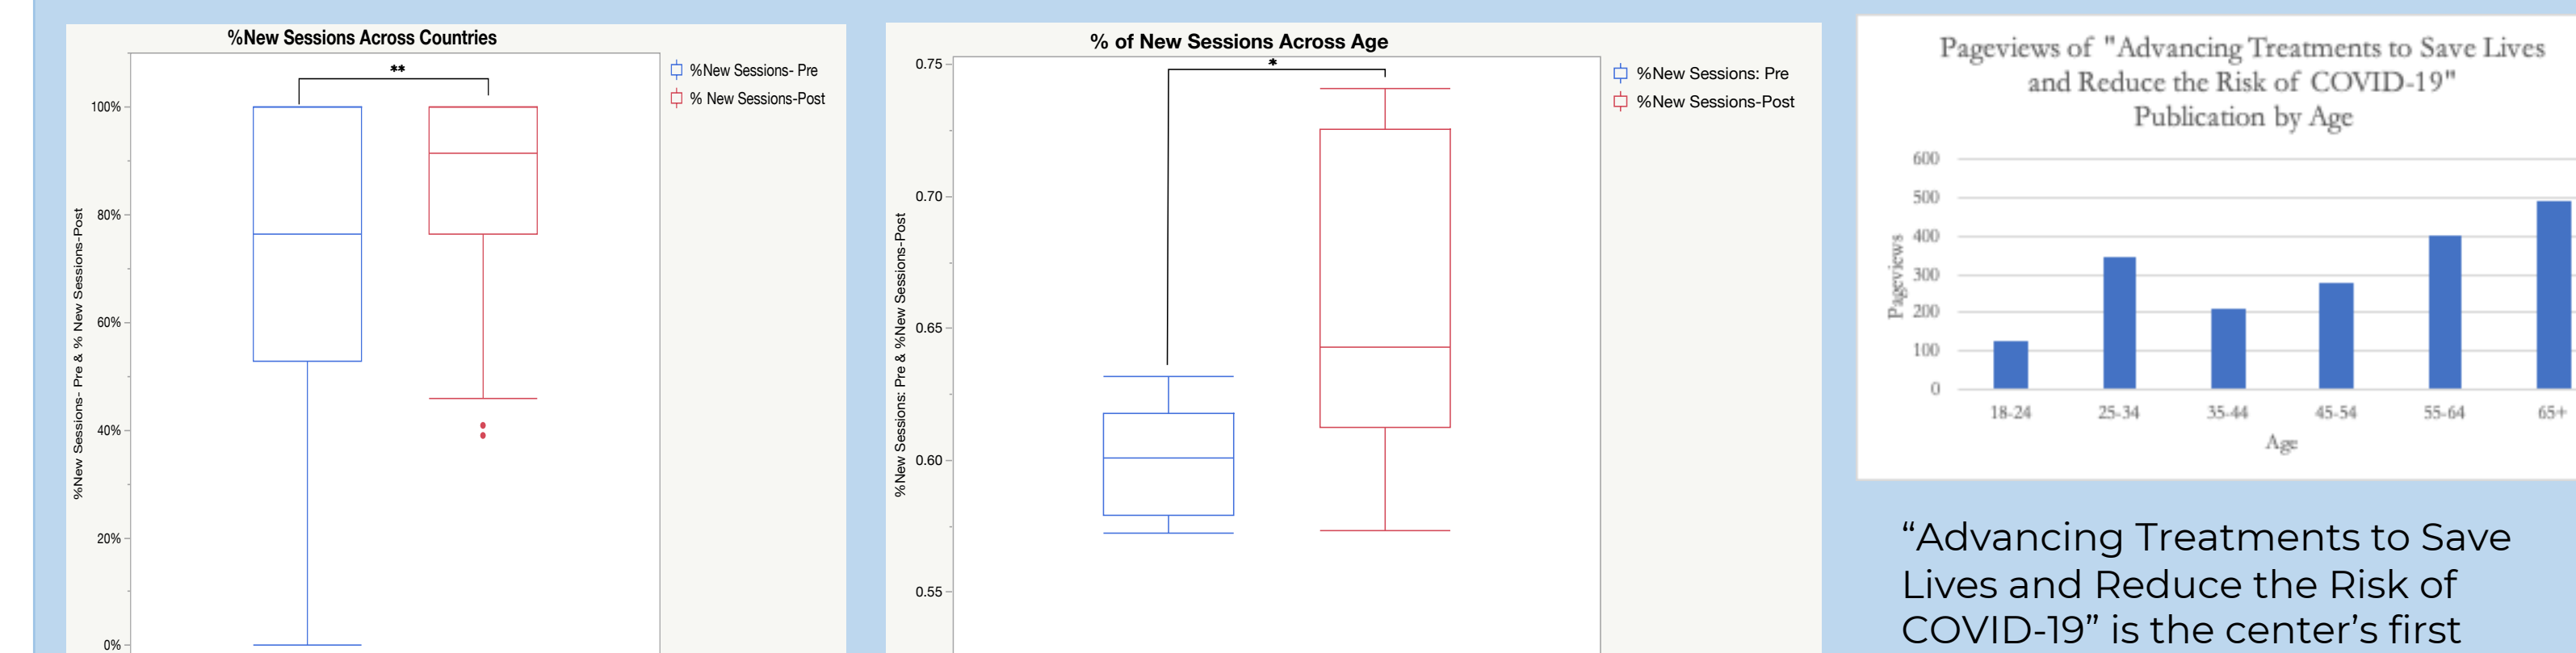 %New Sessions Across Countries
**
%New Sessions- Pre
% New Sessions-Post
%New Sessions- Pre & % New Sessions-Post
100%
80%
60%
40%
20%
0%
% of New Sessions Across Age
*
%New Sessions: Pre
%New Sessions-Post
%New Sessions: Pre & %New Sessions-Post
0.75
0.70
0.65
0.60
0.55
Pageviews of "Advancing Treatments to Save Lives
and Reduce the Risk of COVID-19"
Publication by Age
Pageviews
600
500
400
300
200
100
0
18-24 25-34 35-44 45-54 55-64 65+
Age
“Advancing Treatments to Save
Lives and Reduce the Risk of
COVID-19” is the center’s first